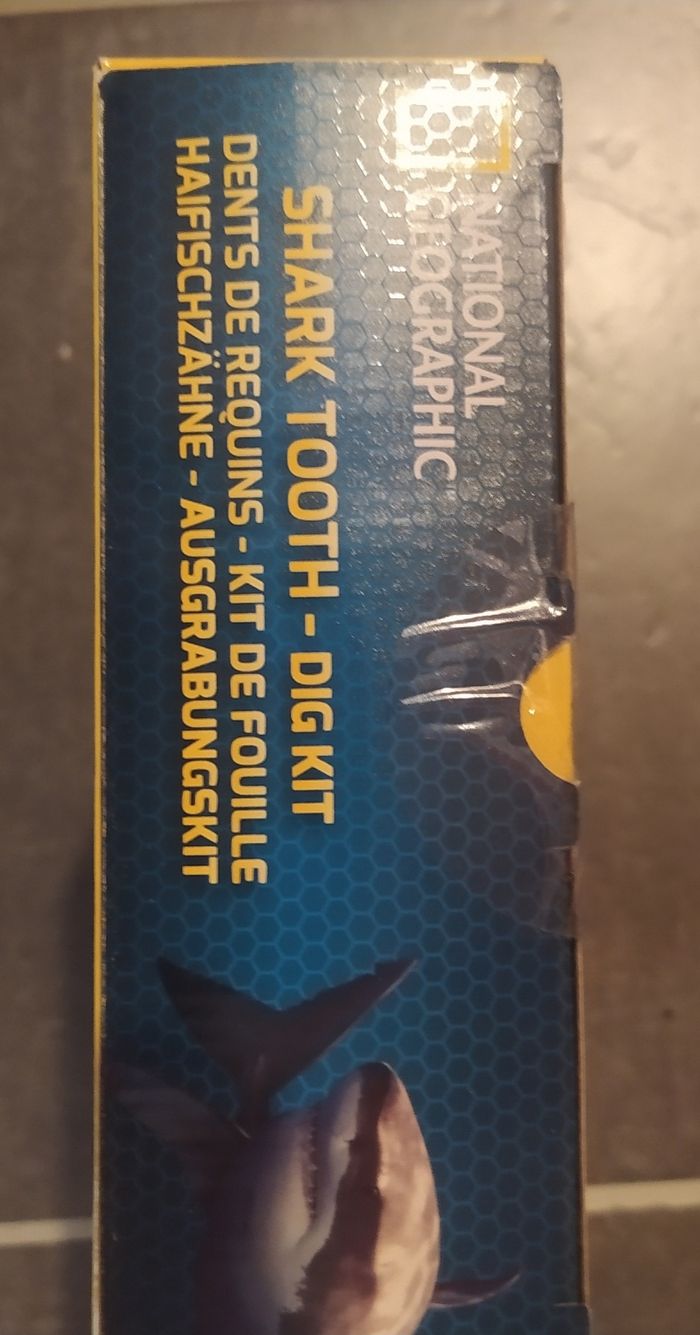 NATIONAL
GEOGRAPHIC
SHARK TOOTH - DIG KIT
DENTS DE REQUINS - KIT DE FOUILLE
HAIFISCHZÄHNE - AUSGRABUNGSKIT